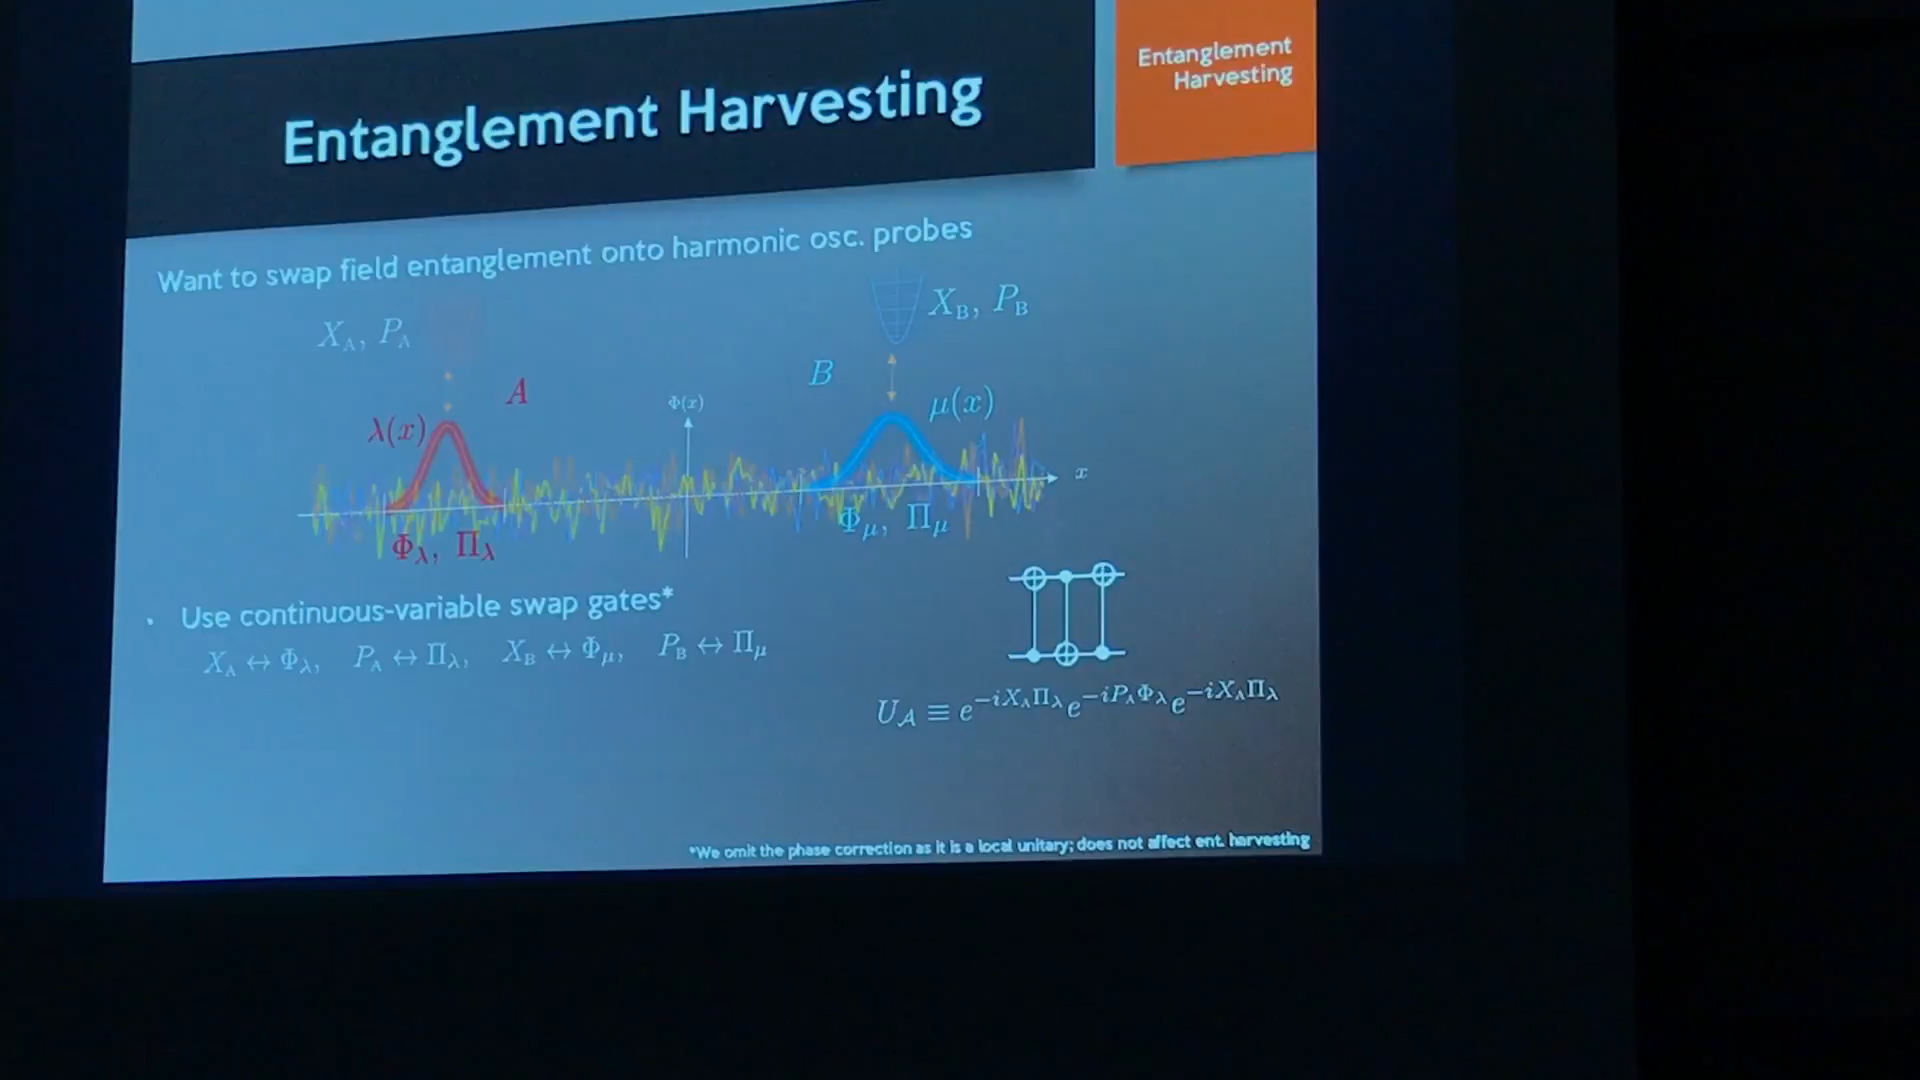 Entanglement Harvesting
Entanglement
Harvesting
Want to swap field entanglement onto harmonic osc. probes
X_A, P_A
X_B, P_B
A
B
λ(x)
Φ(x)
μ(x)
x
Φ_λ, Π_λ
Φ_μ, Π_μ
• Use continuous-variable swap gates*
X_A ↔ Φ_λ, P_A ↔ Π_λ, X_B ↔ Φ_μ, P_B ↔ Π_μ
U_𝒜 ≡ e^{-iX_AΠ_λ} e^{-iP_AΦ_λ} e^{-iX_AΠ_λ}
*We omit the phase correction as it is a local unitary; does not affect ent. harvesting